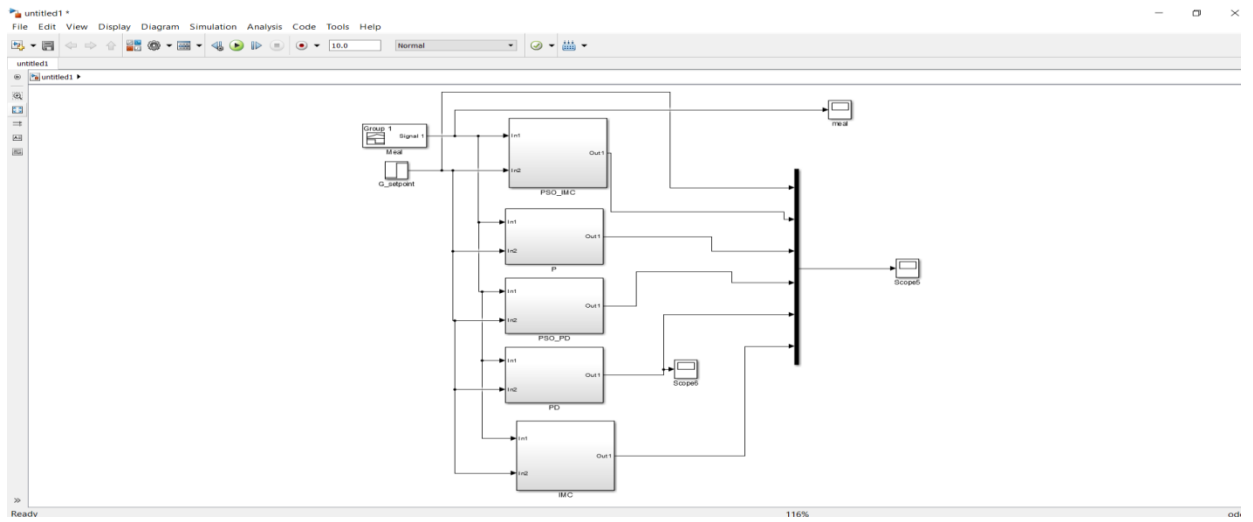 untitled1 *
File Edit View Display Diagram Simulation Analysis Code Tools Help
10.0 Normal
untitled1
untitled1
meal
Group 1
Signal 1
Meal
G_setpoint
In1
Out1
In2
PSO_IMC
In1
Out1
In2
P
In1
Out1
In2
PSO_PD
In1
Out1
In2
PD
Scope6
Scope5
In1
Out1
In2
IMC
Ready 116% ode